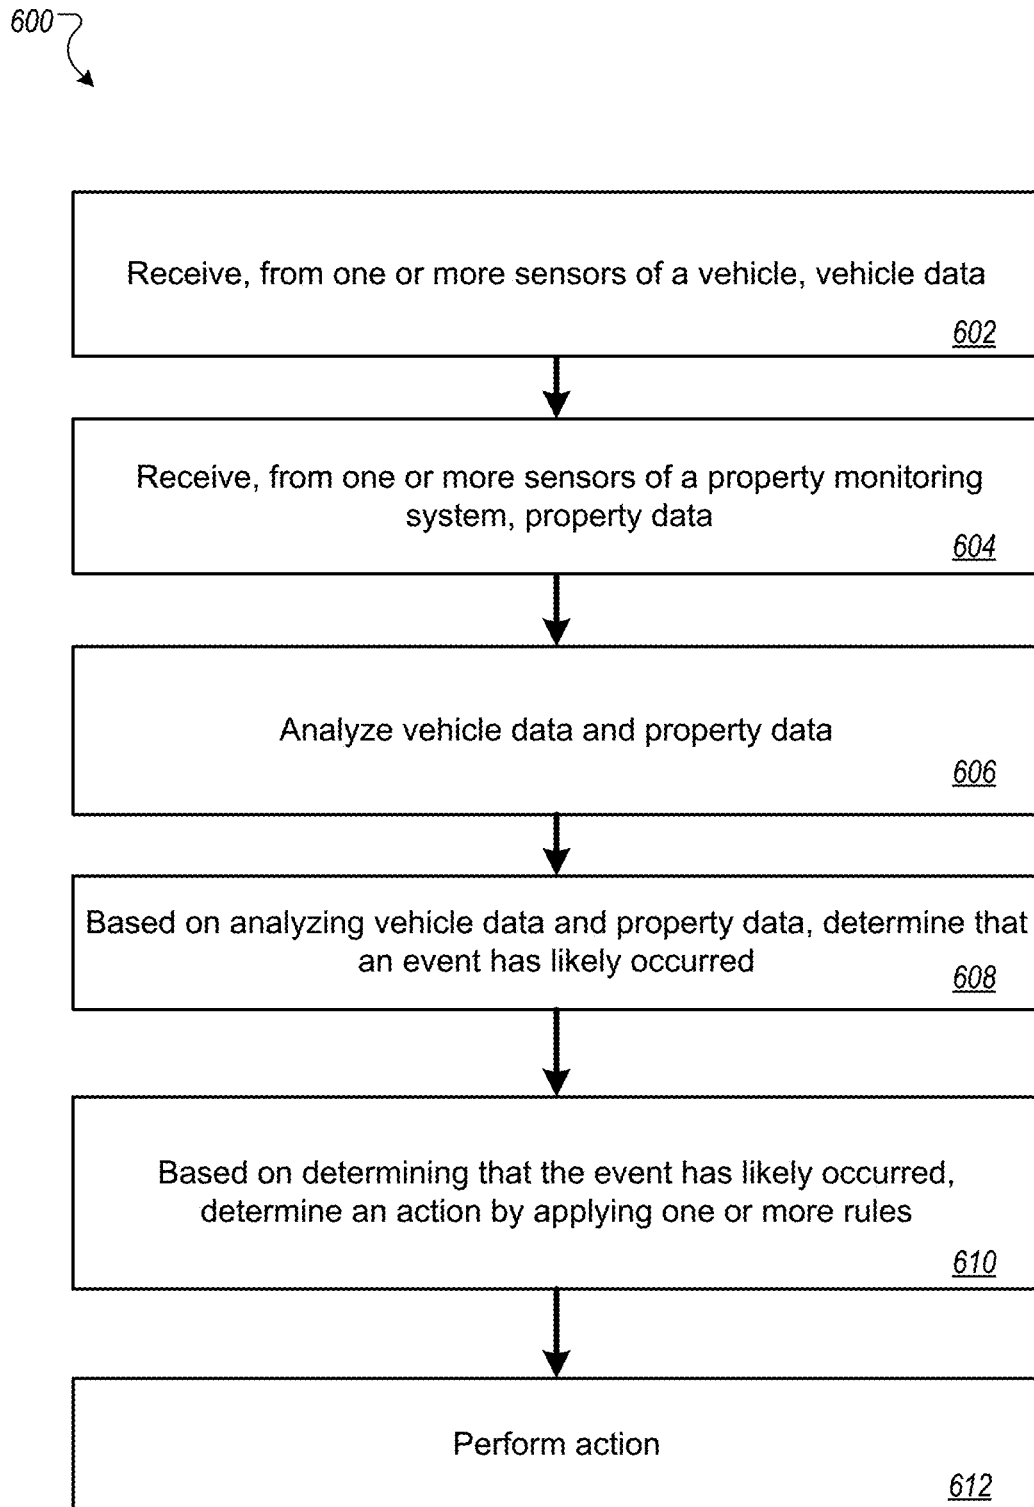 600
Receive, from one or more sensors of a vehicle, vehicle data
602
Receive, from one or more sensors of a property monitoring
system, property data
604
Analyze vehicle data and property data
606
Based on analyzing vehicle data and property data, determine that
an event has likely occurred
608
Based on determining that the event has likely occurred,
determine an action by applying one or more rules
610
Perform action
612